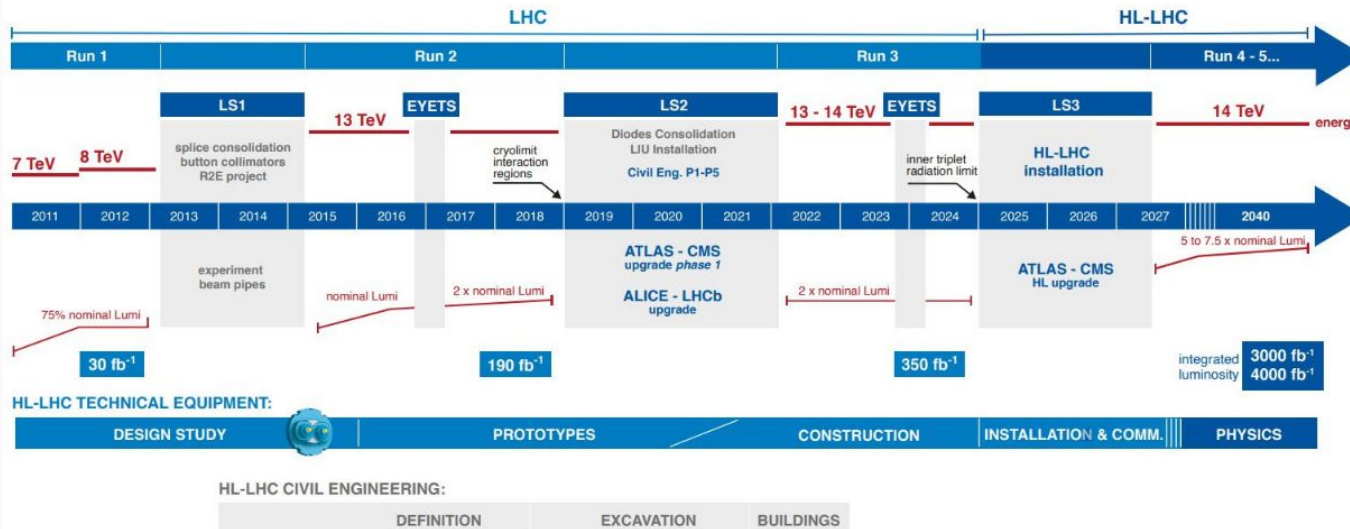 LHC
HL-LHC
Run 1
Run 2
Run 3
Run 4 - 5...
LS1
EYETS
LS2
EYETS
LS3
13 TeV
13 - 14 TeV
14 TeV
energ
7 TeV
8 TeV
splice consolidation
button collimators
R2E project
cryolimit
interaction
regions
Diodes Consolidation
LIU Installation
Civil Eng. P1-P5
inner triplet
radiation limit
HL-LHC
installation
2011
2012
2013
2014
2015
2016
2017
2018
2019
2020
2021
2022
2023
2024
2025
2026
2027
2040
5 to 7.5 x nominal Lumi
experiment
beam pipes
ATLAS - CMS
upgrade phase 1
ALICE - LHCb
upgrade
ATLAS - CMS
HL upgrade
75% nominal Lumi
nominal Lumi
2 x nominal Lumi
2 x nominal Lumi
30 fb⁻¹
190 fb⁻¹
350 fb⁻¹
integrated
luminosity
3000 fb⁻¹
4000 fb⁻¹
HL-LHC TECHNICAL EQUIPMENT:
DESIGN STUDY
PROTOTYPES
CONSTRUCTION
INSTALLATION & COMM.
PHYSICS
HL-LHC CIVIL ENGINEERING:
DEFINITION
EXCAVATION
BUILDINGS